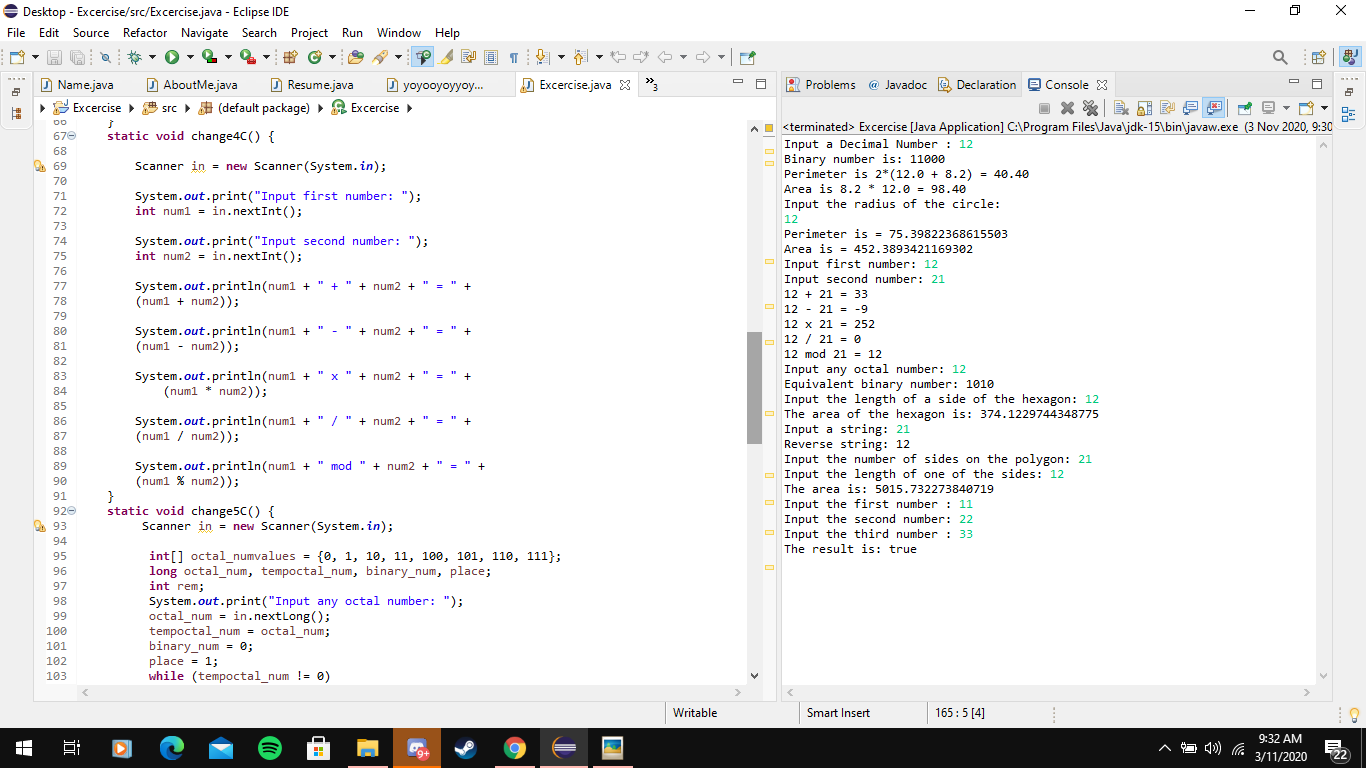 Desktop - Excercise/src/Excercise.java - Eclipse IDE
File Edit Source Refactor Navigate Search Project Run Window Help
Name.java AboutMe.java Resume.java yoyooyoyyoy... Excercise.java »3
Excercise src (default package) Excercise
66 }
67 static void change4C() {
68
69 Scanner in = new Scanner(System.in);
70
71 System.out.print("Input first number: ");
72 int num1 = in.nextInt();
73
74 System.out.print("Input second number: ");
75 int num2 = in.nextInt();
76
77 System.out.println(num1 + " + " + num2 + " = " +
78 (num1 + num2));
79
80 System.out.println(num1 + " - " + num2 + " = " +
81 (num1 - num2));
82
83 System.out.println(num1 + " x " + num2 + " = " +
84 (num1 * num2));
85
86 System.out.println(num1 + " / " + num2 + " = " +
87 (num1 / num2));
88
89 System.out.println(num1 + " mod " + num2 + " = " +
90 (num1 % num2));
91 }
92 static void change5C() {
93 Scanner in = new Scanner(System.in);
94
95 int[] octal_numvalues = {0, 1, 10, 11, 100, 101, 110, 111};
96 long octal_num, tempoctal_num, binary_num, place;
97 int rem;
98 System.out.print("Input any octal number: ");
99 octal_num = in.nextLong();
100 tempoctal_num = octal_num;
101 binary_num = 0;
102 place = 1;
103 while (tempoctal_num != 0)
Problems @ Javadoc Declaration Console
<terminated> Excercise [Java Application] C:\Program Files\Java\jdk-15\bin\javaw.exe (3 Nov 2020, 9:30
Input a Decimal Number : 12
Binary number is: 11000
Perimeter is 2*(12.0 + 8.2) = 40.40
Area is 8.2 * 12.0 = 98.40
Input the radius of the circle:
12
Perimeter is = 75.39822368615503
Area is = 452.3893421169302
Input first number: 12
Input second number: 21
12 + 21 = 33
12 - 21 = -9
12 x 21 = 252
12 / 21 = 0
12 mod 21 = 12
Input any octal number: 12
Equivalent binary number: 1010
Input the length of a side of the hexagon: 12
The area of the hexagon is: 374.1229744348775
Input a string: 21
Reverse string: 12
Input the number of sides on the polygon: 21
Input the length of one of the sides: 12
The area is: 5015.732273840719
Input the first number : 11
Input the second number: 22
Input the third number : 33
The result is: true
Writable Smart Insert 165 : 5 [4]
9+
9:32 AM
3/11/2020
22